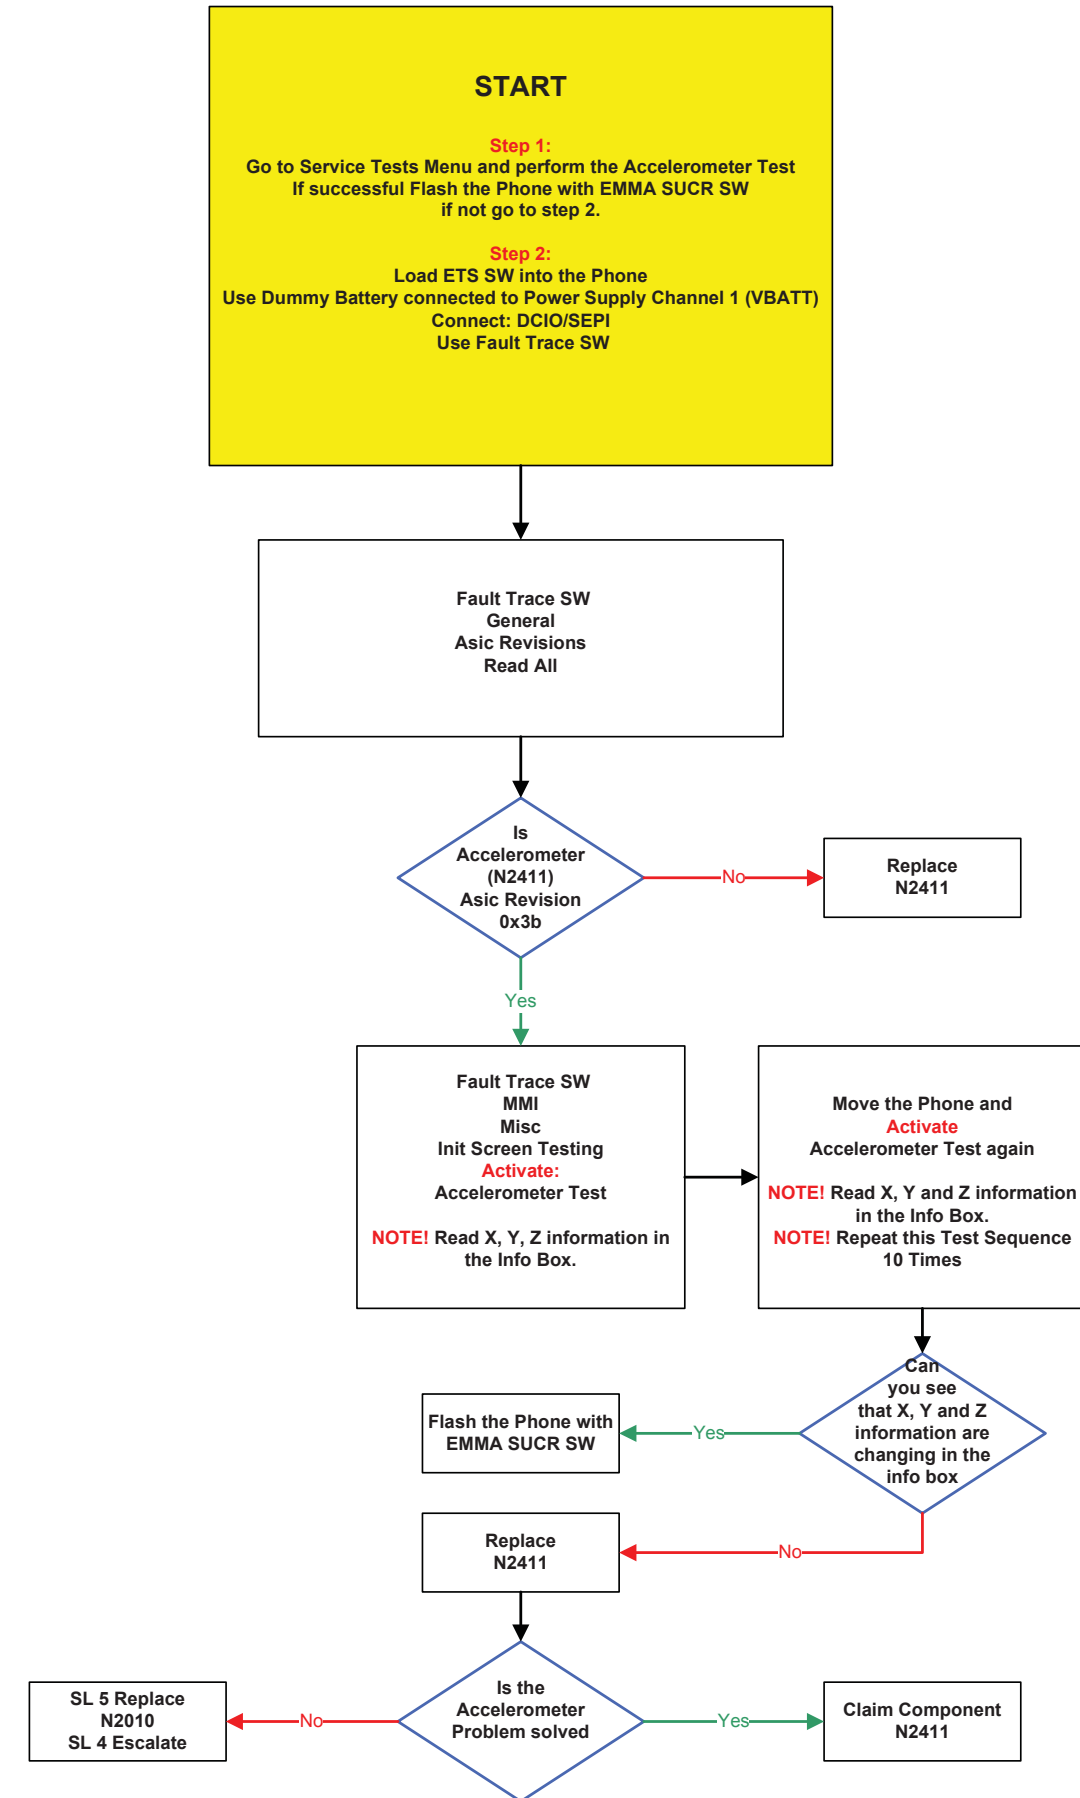 START
Step 1:
Go to Service Tests Menu and perform the Accelerometer Test
If successful Flash the Phone with EMMA SUCR SW
if not go to step 2.
Step 2:
Load ETS SW into the Phone
Use Dummy Battery connected to Power Supply Channel 1 (VBATT)
Connect: DCIO/SEPI
Use Fault Trace SW
Fault Trace SW
General
Asic Revisions
Read All
Is
Accelerometer
(N2411)
Asic Revision
0x3b
No
Replace
N2411
Yes
Fault Trace SW
MMI
Misc
Init Screen Testing
Activate:
Accelerometer Test
NOTE! Read X, Y, Z information in
the Info Box.
Move the Phone and
Activate
Accelerometer Test again
NOTE! Read X, Y and Z information
in the Info Box.
NOTE! Repeat this Test Sequence
10 Times
Can
you see
that X, Y and Z
information are
changing in the
info box
Yes
Flash the Phone with
EMMA SUCR SW
No
Replace
N2411
Is the
Accelerometer
Problem solved
No
SL 5 Replace
N2010
SL 4 Escalate
Yes
Claim Component
N2411